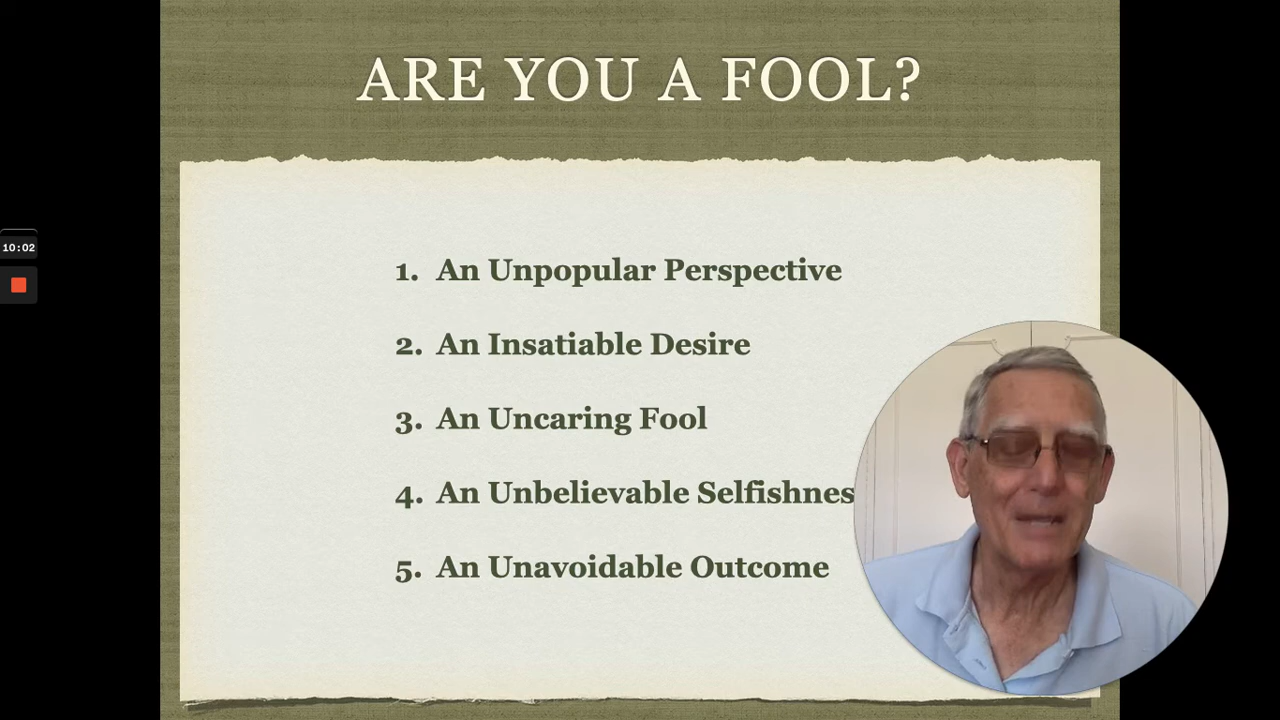 ARE YOU A FOOL?
10:02
1. An Unpopular Perspective
2. An Insatiable Desire
3. An Uncaring Fool
4. An Unbelievable Selfishnes
5. An Unavoidable Outcome